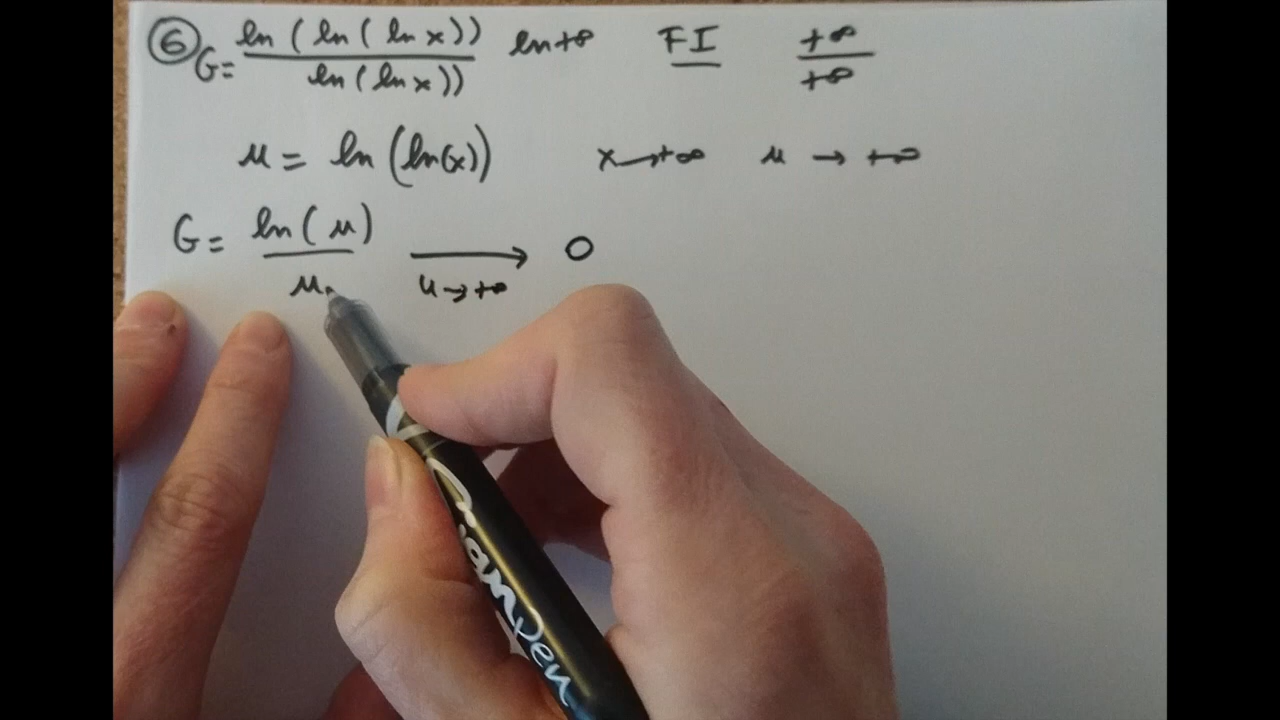 ⑥ G = ln(ln(ln x)) / ln(ln x)) en +∞ FI +∞ / +∞
u = ln(ln(x)) x → +∞ u → +∞
G = ln(u) / u → 0
u → +∞